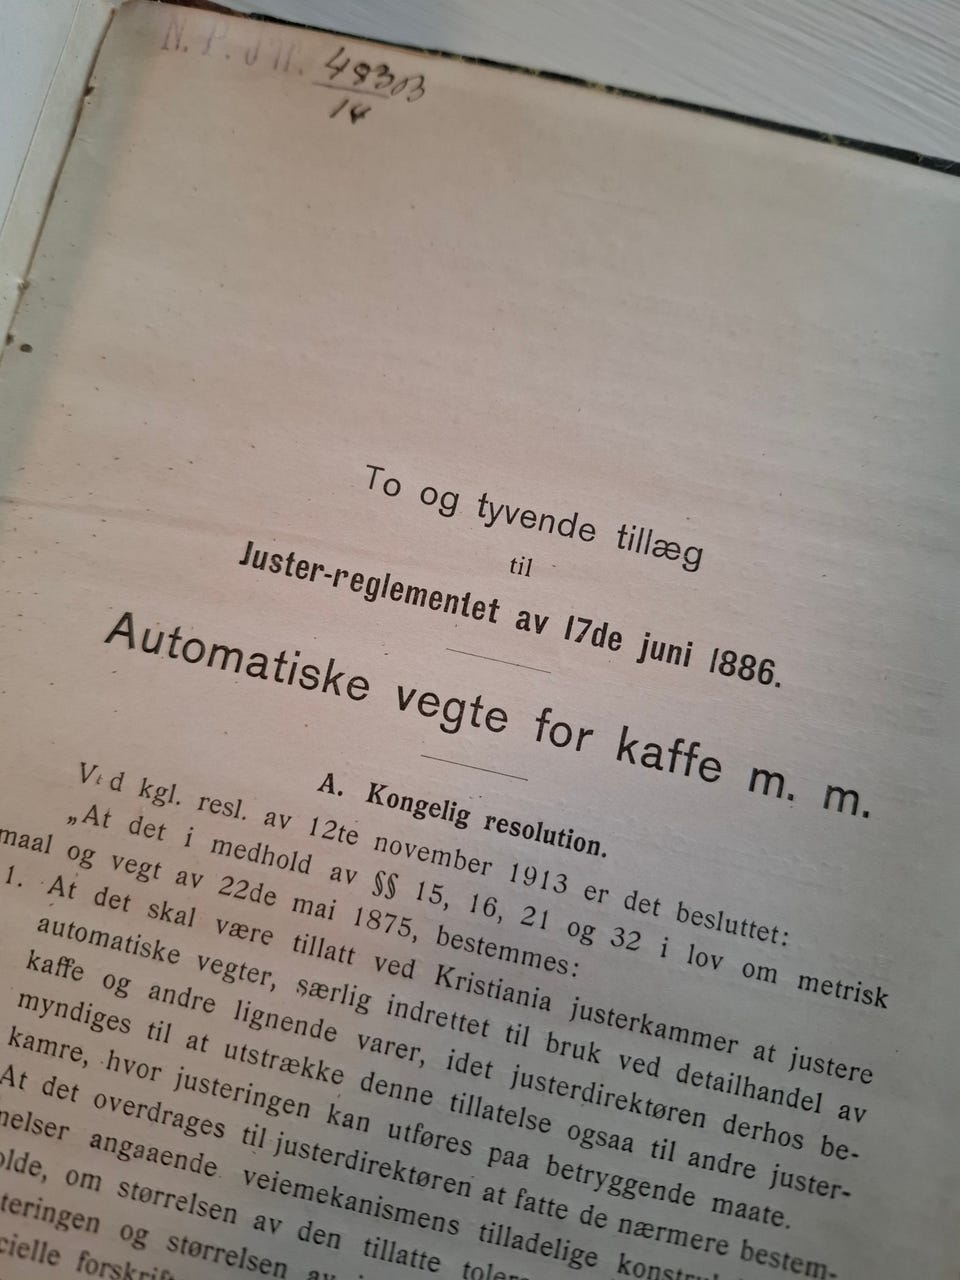 N. P. J Nr. 48303
14
To og tyvende tillæg
til
Juster-reglementet av 17de juni 1886.
Automatiske vegte for kaffe m. m.
A. Kongelig resolution.
Ved kgl. resl. av 12te november 1913 er det besluttet:
„At det i medhold av §§ 15, 16, 21 og 32 i lov om metrisk
maal og vegt av 22de mai 1875, bestemmes:
1. At det skal være tillatt ved Kristiania justerkammer at justere
automatiske vegter, særlig indrettet til bruk ved detailhandel av
kaffe og andre lignende varer, idet justerdirektøren derhos be-
myndiges til at utstrække denne tillatelse ogsaa til andre juster-
kamre, hvor justeringen kan utføres paa betryggende maate.
At det overdrages til justerdirektøren at fatte de nærmere bestem-
nelser angaaende veiemekanismens tilladelige
olde, om størrelsen av den tillatte
teringen og størrelsen av
cielle